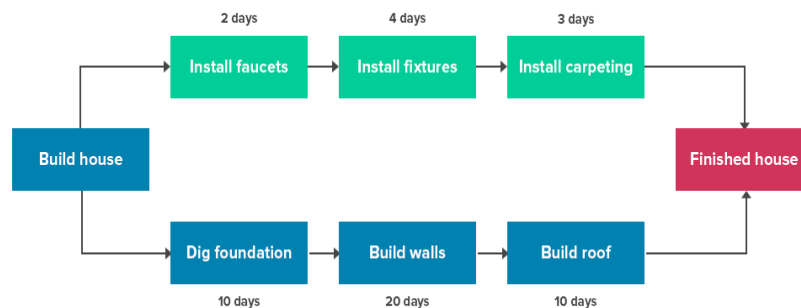 2 days 4 days 3 days
Install faucets Install fixtures Install carpeting
Build house Finished house
Dig foundation Build walls Build roof
10 days 20 days 10 days